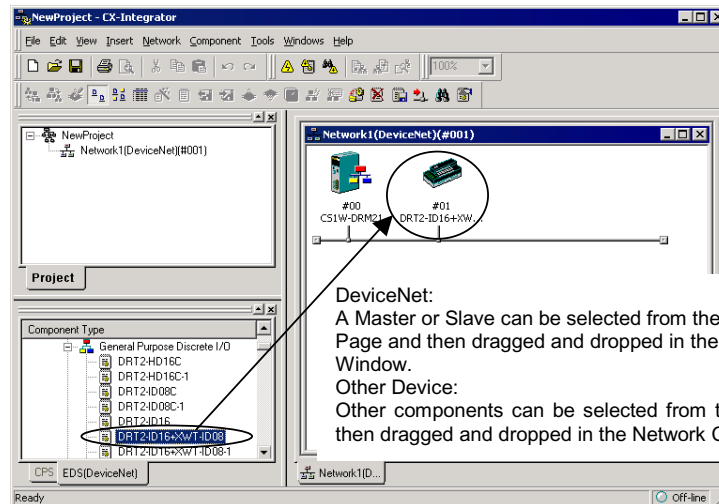 NewProject - CX-Integrator
File Edit View Insert Network Component Tools Windows Help
100%
NewProject
Network1(DeviceNet)(#001)
Project
Component Type
General Purpose Discrete I/O
DRT2-HD16C
DRT2-HD16C-1
DRT2-ID08C
DRT2-ID08C-1
DRT2-ID16
DRT2-ID16+XWT-ID08
DRT2-ID16+XWT-ID08-1
CPS EDS(DeviceNet)
Network1(DeviceNet)(#001)
#00 #01
CS1W-DRM21 DRT2-ID16+XW...
DeviceNet:
A Master or Slave can be selected from the
Page and then dragged and dropped in the
Window.
Other Device:
Other components can be selected from
then dragged and dropped in the Network
Network1(D...
Ready Off-line